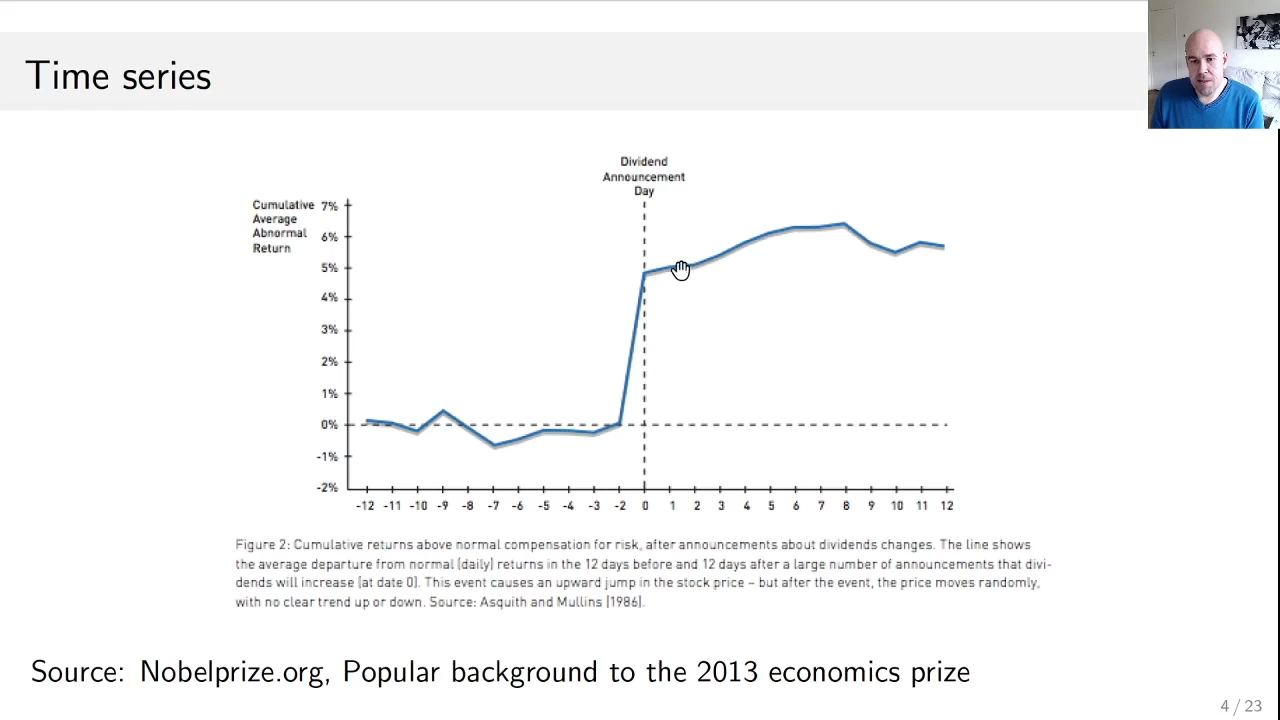 Time series
Dividend
Announcement
Day
Cumulative
Average
Abnormal
Return
7%
6%
5%
4%
3%
2%
1%
0%
-1%
-2%
-12 -11 -10 -9 -8 -7 -6 -5 -4 -3 -2 0 1 2 3 4 5 6 7 8 9 10 11 12
Figure 2: Cumulative returns above normal compensation for risk, after announcements about dividends changes. The line shows
the average departure from normal (daily) returns in the 12 days before and 12 days after a large number of announcements that divi-
dends will increase (at date 0). This event causes an upward jump in the stock price – but after the event, the price moves randomly,
with no clear trend up or down. Source: Asquith and Mullins (1986).
Source: Nobelprize.org, Popular background to the 2013 economics prize
4 / 23